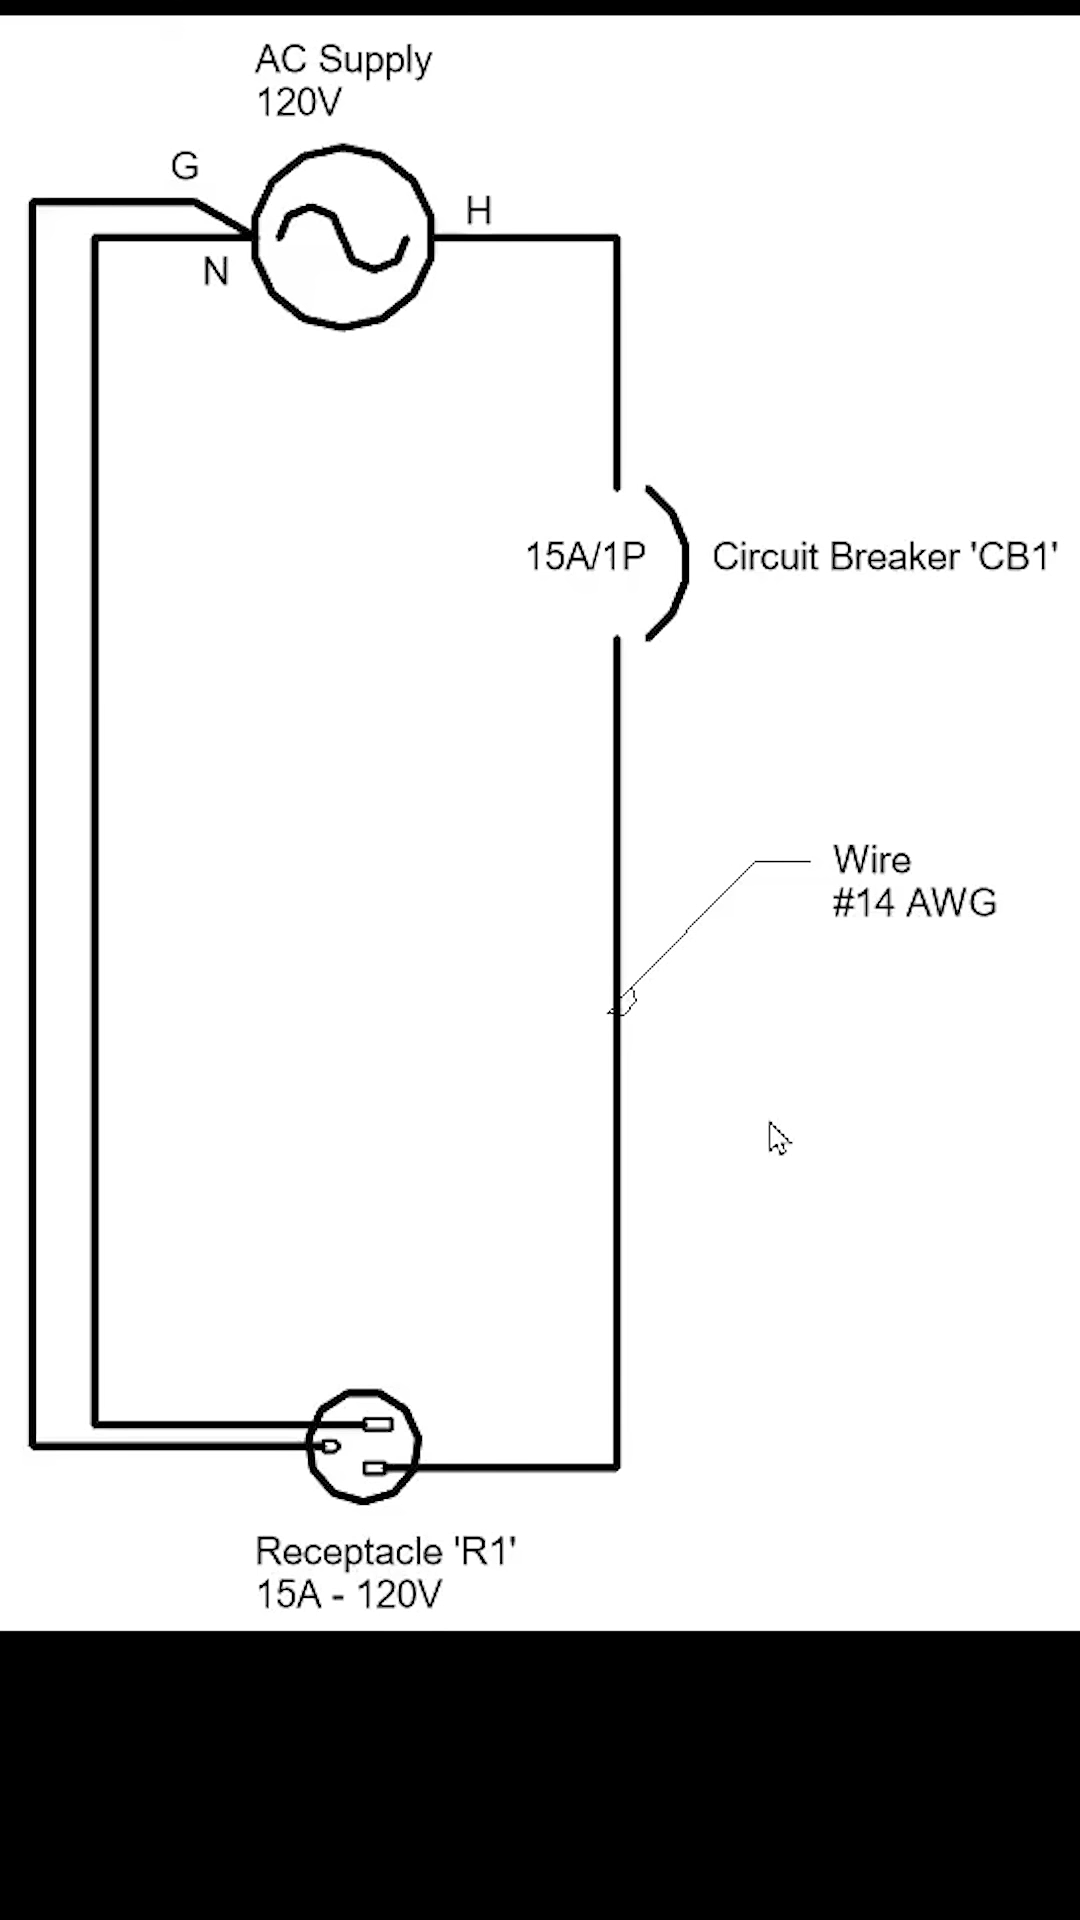 AC Supply
120V
G
H
N
15A/1P
Circuit Breaker 'CB1'
Wire
#14 AWG
Receptacle 'R1'
15A - 120V